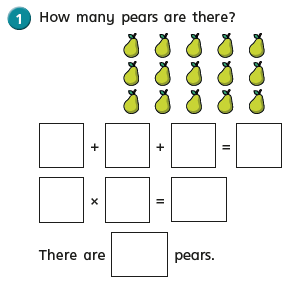 1 How many pears are there?
+ + =
× =
There are pears.